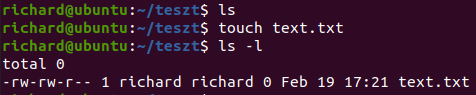 richard@ubuntu:~/teszt$ ls
richard@ubuntu:~/teszt$ touch text.txt
richard@ubuntu:~/teszt$ ls -l
total 0
-rw-rw-r-- 1 richard richard 0 Feb 19 17:21 text.txt